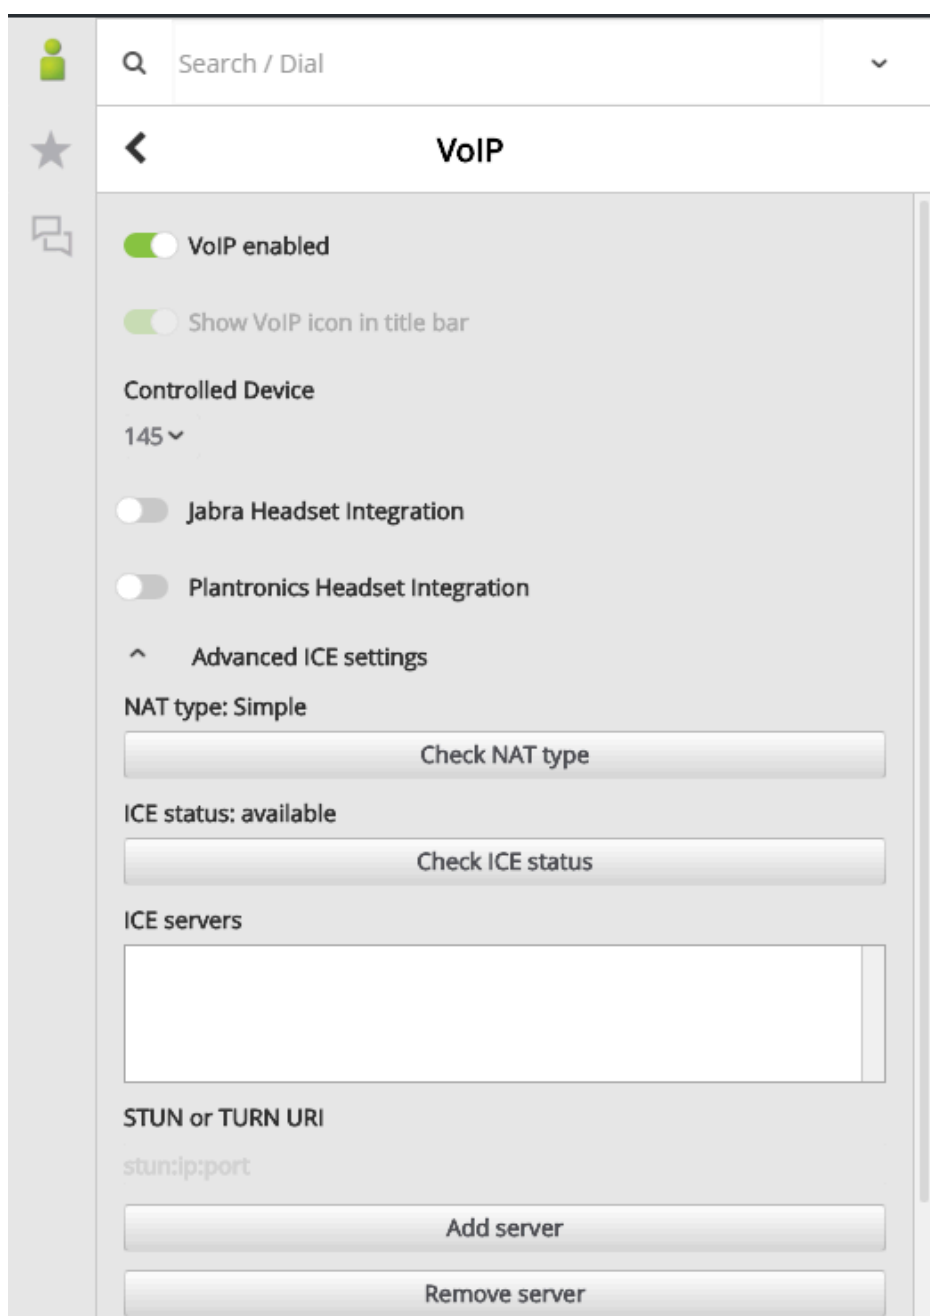 Search / Dial
VoIP
VoIP enabled
Show VoIP icon in title bar
Controlled Device
145
Jabra Headset Integration
Plantronics Headset Integration
Advanced ICE settings
NAT type: Simple
Check NAT type
ICE status: available
Check ICE status
ICE servers
STUN or TURN URI
stun:ip:port
Add server
Remove server